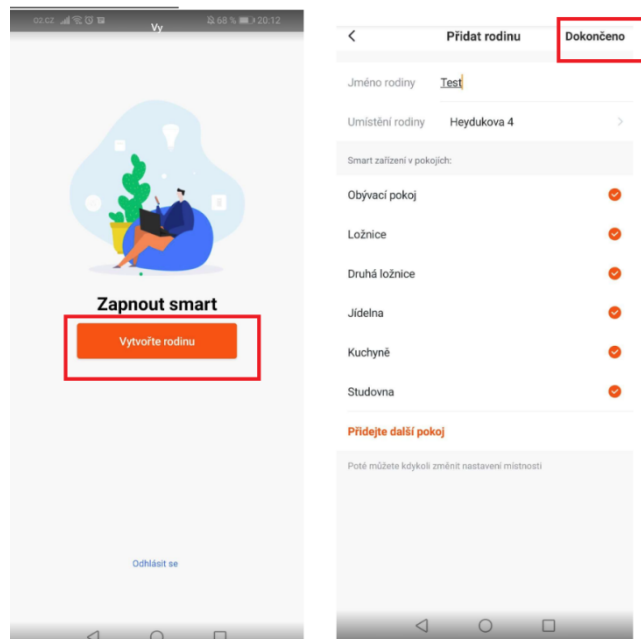 02.CZ 68 % 20:12
Vy
Zapnout smart
Vytvořte rodinu
Odhlásit se
Přidat rodinu Dokončeno
Jméno rodiny Test
Umístění rodiny Heydukova 4
Smart zařízení v pokojích:
Obývací pokoj
Ložnice
Druhá ložnice
Jídelna
Kuchyně
Studovna
Přidejte další pokoj
Poté můžete kdykoli změnit nastavení místnosti